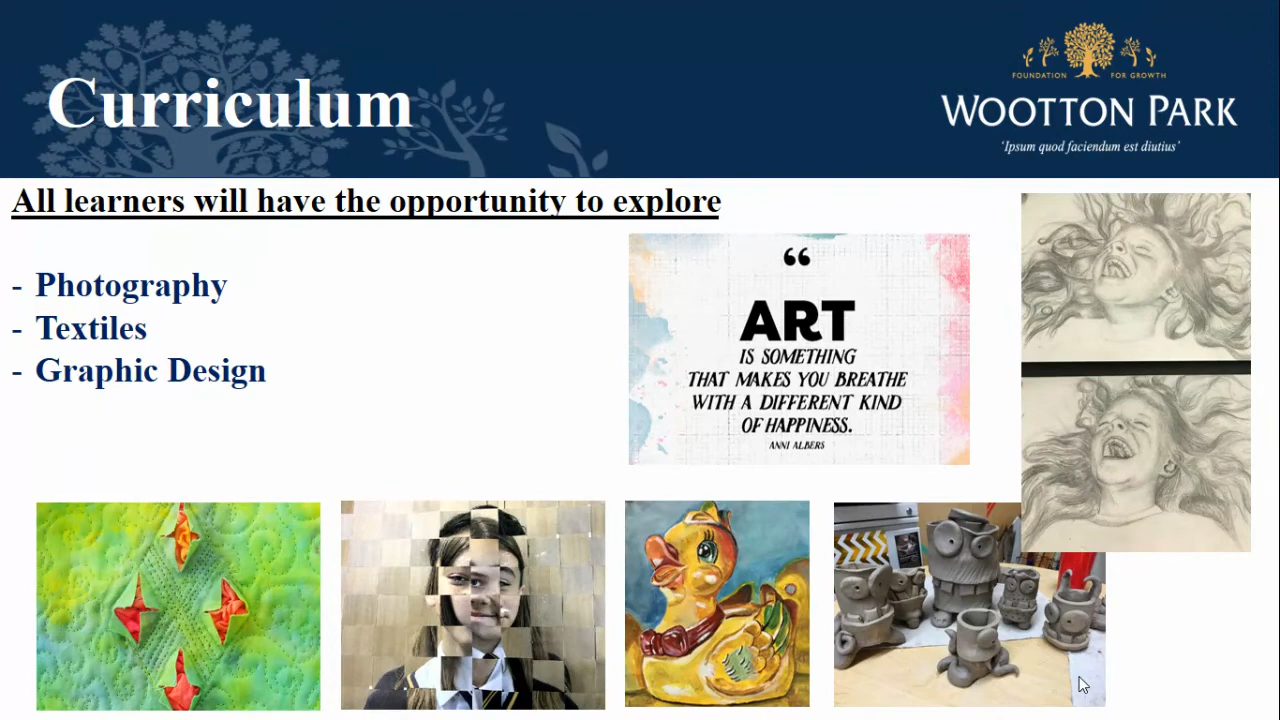 Curriculum
FOUNDATION FOR GROWTH
WOOTTON PARK
'Ipsum quod faciendum est diutius'
All learners will have the opportunity to explore
- Photography
- Textiles
- Graphic Design
“
ART
IS SOMETHING
THAT MAKES YOU BREATHE
WITH A DIFFERENT KIND
OF HAPPINESS.
ANNI ALBERS